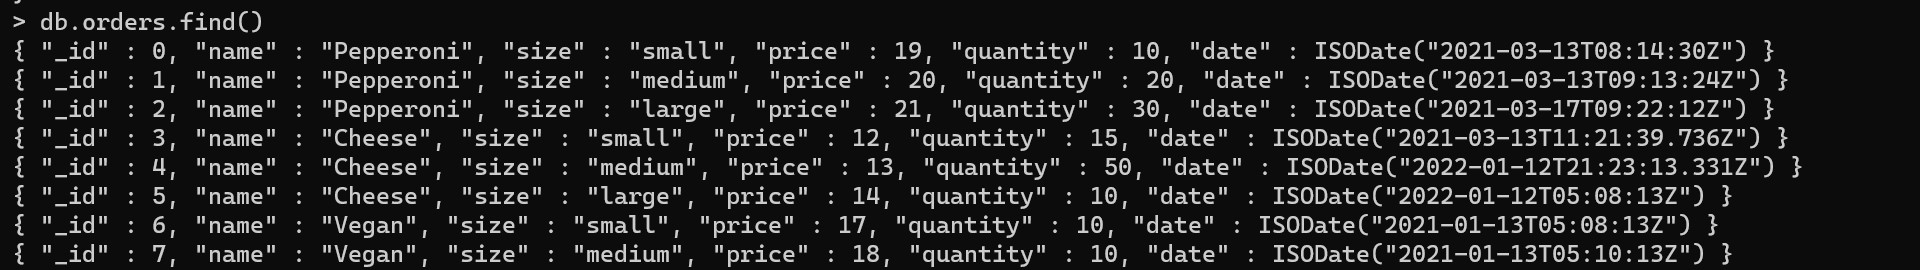 > db.orders.find()
{ "_id" : 0, "name" : "Pepperoni", "size" : "small", "price" : 19, "quantity" : 10, "date" : ISODate("2021-03-13T08:14:30Z") }
{ "_id" : 1, "name" : "Pepperoni", "size" : "medium", "price" : 20, "quantity" : 20, "date" : ISODate("2021-03-13T09:13:24Z") }
{ "_id" : 2, "name" : "Pepperoni", "size" : "large", "price" : 21, "quantity" : 30, "date" : ISODate("2021-03-17T09:22:12Z") }
{ "_id" : 3, "name" : "Cheese", "size" : "small", "price" : 12, "quantity" : 15, "date" : ISODate("2021-03-13T11:21:39.736Z") }
{ "_id" : 4, "name" : "Cheese", "size" : "medium", "price" : 13, "quantity" : 50, "date" : ISODate("2022-01-12T21:23:13.331Z") }
{ "_id" : 5, "name" : "Cheese", "size" : "large", "price" : 14, "quantity" : 10, "date" : ISODate("2022-01-12T05:08:13Z") }
{ "_id" : 6, "name" : "Vegan", "size" : "small", "price" : 17, "quantity" : 10, "date" : ISODate("2021-01-13T05:08:13Z") }
{ "_id" : 7, "name" : "Vegan", "size" : "medium", "price" : 18, "quantity" : 10, "date" : ISODate("2021-01-13T05:10:13Z") }